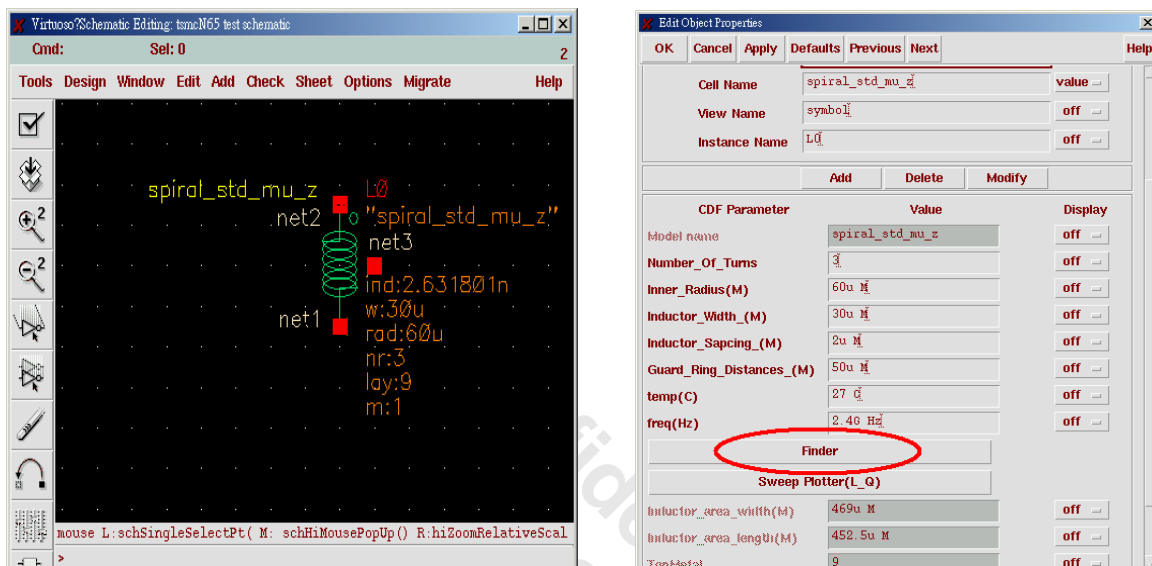 Virtuoso?Schematic Editing: tsmcN65 test schematic
Cmd: Sel: 0
2
Tools Design Window Edit Add Check Sheet Options Migrate Help
spiral_std_mu_z
L0
net2
"spiral_std_mu_z"
net3
ind:2.631801n
w:30u
net1
rad:60u
nr:3
lay:9
m:1
mouse L:schSingleSelectPt( M: schHiMousePopUp() R:hiZoomRelativeScal
>
Edit Object Properties
OK Cancel Apply Defaults Previous Next Help
Cell Name spiral_std_mu_z value
View Name symbol off
Instance Name L0 off
Add Delete Modify
CDF Parameter Value Display
Model name spiral_std_mu_z off
Number_Of_Turns 3 off
Inner_Radius(M) 60u M off
Inductor_Width_(M) 30u M off
Inductor_Sapcing_(M) 2u M off
Guard_Ring_Distances_(M) 50u M off
temp(C) 27 C off
freq(Hz) 2.4G Hz off
Finder
Sweep Plotter(L_Q)
Inductor_area_width(M) 469u M off
Inductor_area_length(M) 452.5u M off
TopMetal 9 off